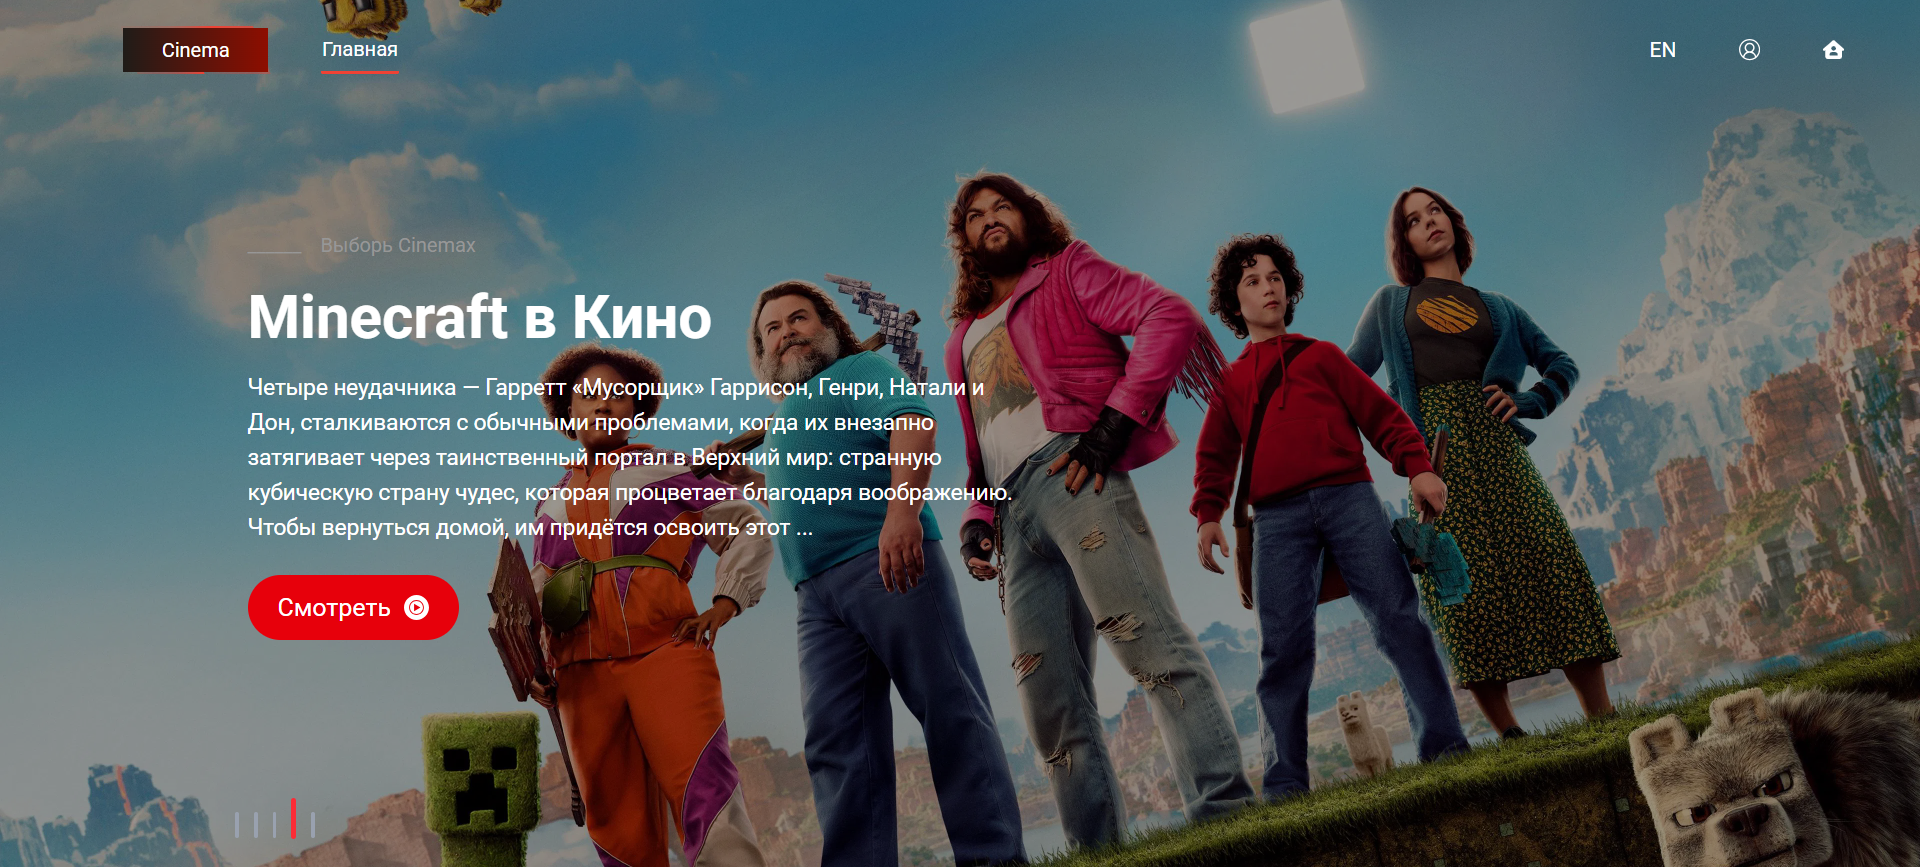 Cinema
Главная
EN
Выборь Cinemax
Minecraft в Кино
Четыре неудачника — Гарретт «Мусорщик» Гаррисон, Генри, Натали и
Дон, сталкиваются с обычными проблемами, когда их внезапно
затягивает через таинственный портал в Верхний мир: странную
кубическую страну чудес, которая процветает благодаря воображению.
Чтобы вернуться домой, им придётся освоить этот ...
Смотреть